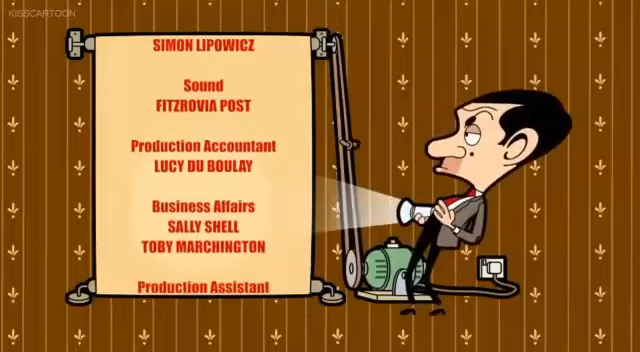 KISSCARTOON
SIMON LIPOWICZ
Sound
FITZROVIA POST
Production Accountant
LUCY DU BOULAY
Business Affairs
SALLY SHELL
TOBY MARCHINGTON
Production Assistant